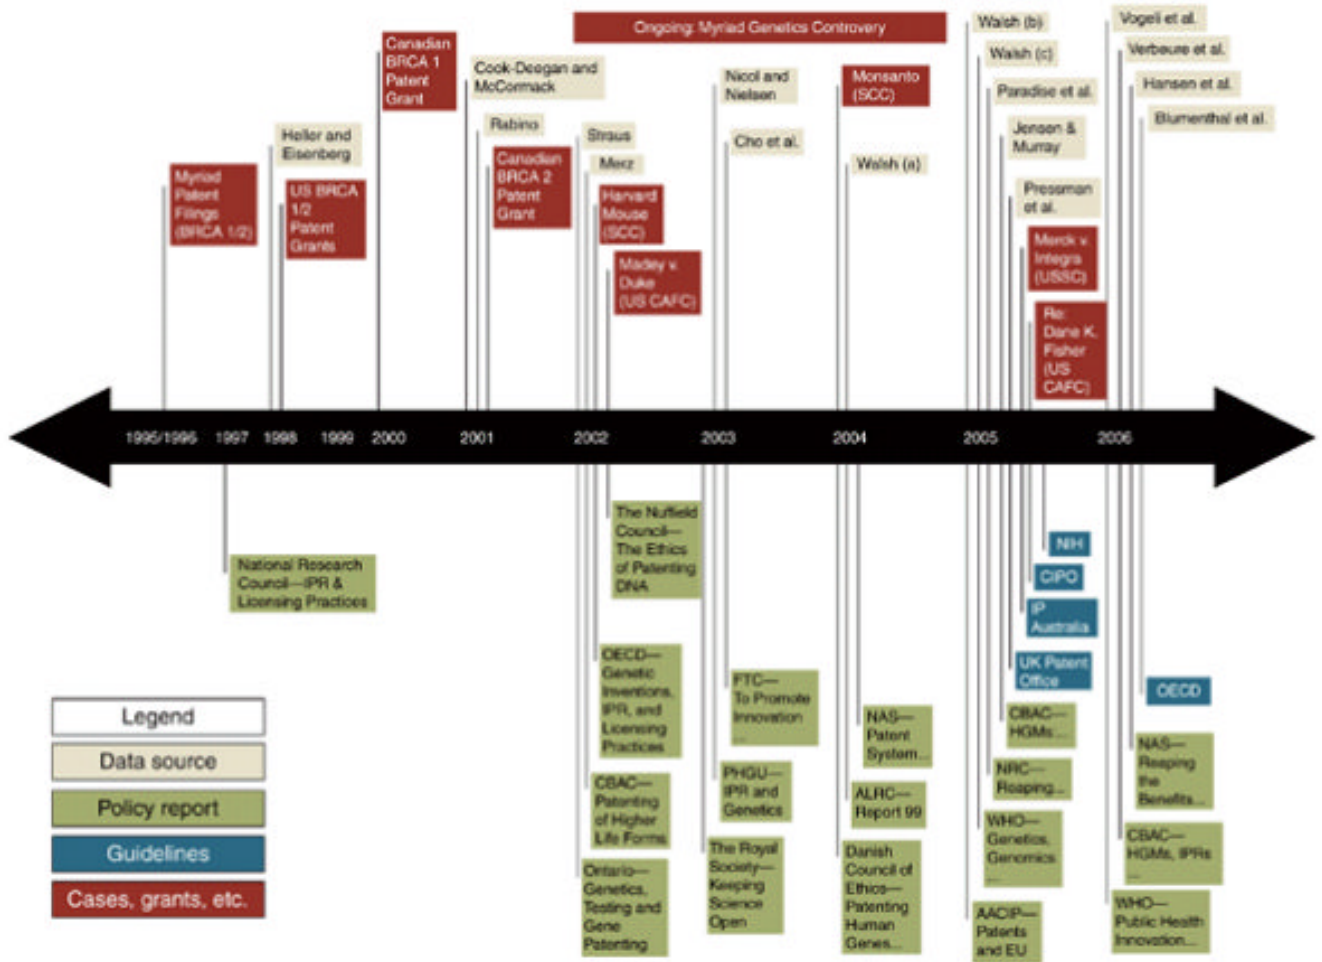 Ongoing: Myriad Genetics Controvery
Canadian
BRCA 1
Patent
Grant
Cook-Deegan and
McCormack
Rabino
Heller and
Eisenberg
Myriad
Patent
Filings
(BRCA 1/2)
US BRCA
1/2
Patent
Grants
Canadian
BRCA 2
Patent
Grant
Straus
Merz
Harvard
Mouse
(SCC)
Madey v.
Duke
(US CAFC)
Nicol and
Nielsen
Cho et al.
Monsanto
(SCC)
Walsh (a)
Walsh (b)
Walsh (c)
Paradise et al.
Jensen &
Murray
Pressman
et al.
Merck v.
Integra
(USSC)
Re:
Dane K.
Fisher
(US
CAFC)
Vogeli et al.
Verbeure et al.
Hansen et al.
Blumenthal et al.
1995/1996 1997 1998 1999 2000 2001 2002 2003 2004 2005 2006
National Research
Council—IPR &
Licensing Practices
The Nuffield
Council—
The Ethics
of Patenting
DNA
OECD—
Genetic
Inventions,
IPR, and
Licensing
Practices
CBAC—
Patenting
of Higher
Life Forms
Ontario—
Genetics,
Testing and
Gene
Patenting
FTC—
To Promote
Innovation
...
PHGU—
IPR and
Genetics
The Royal
Society—
Keeping
Science
Open
NAS—
Patent
System...
ALRC—
Report 99
Danish
Council of
Ethics—
Patenting
Human
Genes...
NIH
CIPO
IP
Australia
UK Patent
Office
CBAC—
HGMs...
NRC—
Reaping...
WHO—
Genetics,
Genomics
...
AACIP—
Patents
and EU
OECD
NAS—
Reaping
the
Benefits...
CBAC—
HGMs, IPRs
...
WHO—
Public Health
Innovation...
Legend
Data source
Policy report
Guidelines
Cases, grants, etc.